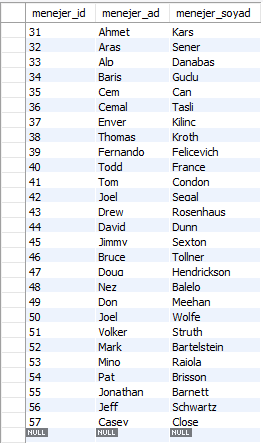 menejer_id menejer_ad menejer_soyad
31 Ahmet Kars
32 Aras Sener
33 Alp Danabas
34 Baris Guclu
35 Cem Can
36 Cemal Tasli
37 Enver Kilinc
38 Thomas Kroth
39 Fernando Felicevich
40 Todd France
41 Tom Condon
42 Joel Segal
43 Drew Rosenhaus
44 David Dunn
45 Jimmy Sexton
46 Bruce Tollner
47 Doug Hendrickson
48 Nez Balelo
49 Don Meehan
50 Joel Wolfe
51 Volker Struth
52 Mark Bartelstein
53 Mino Raiola
54 Pat Brisson
55 Jonathan Barnett
56 Jeff Schwartz
57 Casey Close
NULL NULL NULL